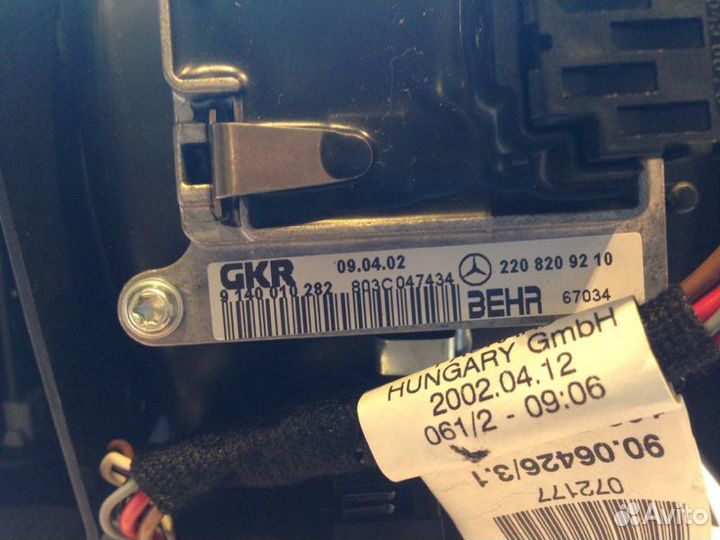 GKR 09.04.02 220 820 92 10
9 140 010 282 803C047434 BEHR 67034
HUNGARY GmbH
2002.04.12
061/2 - 09:06
90.06426/3.1
072177
Avito